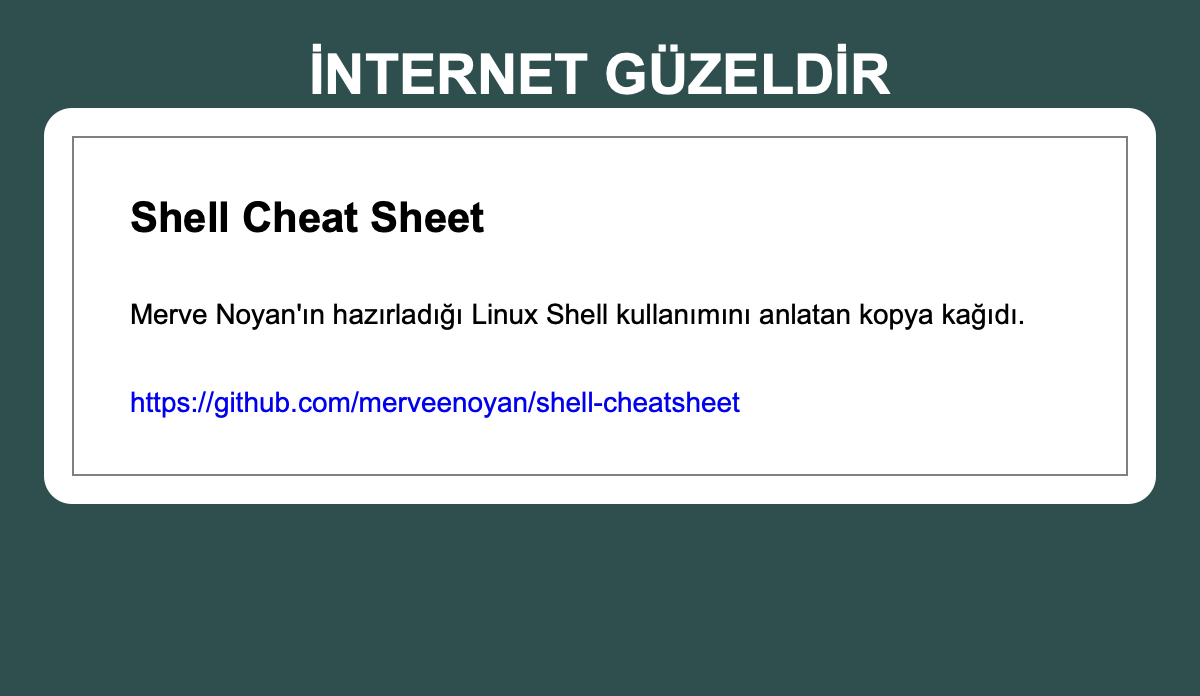 İNTERNET GÜZELDİR
Shell Cheat Sheet
Merve Noyan'ın hazırladığı Linux Shell kullanımını anlatan kopya kağıdı.
https://github.com/merveenoyan/shell-cheatsheet